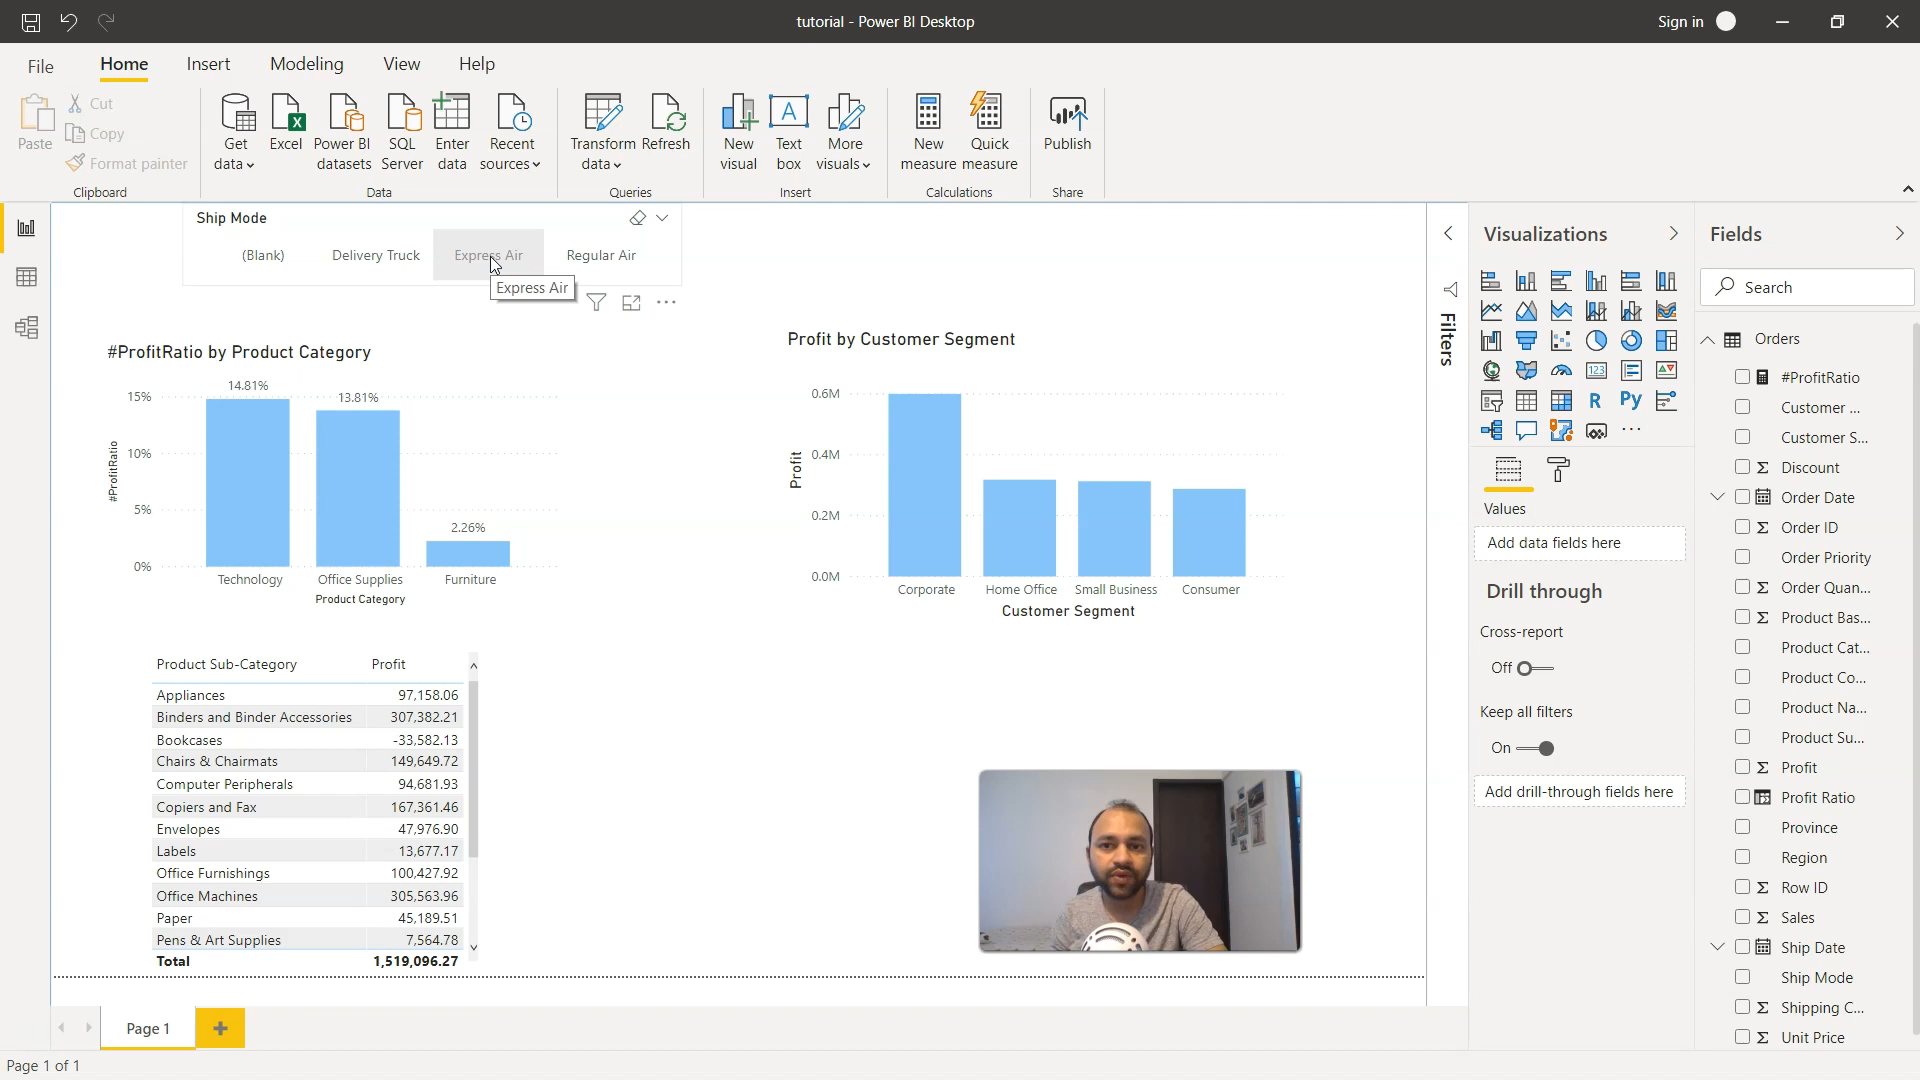 tutorial - Power BI Desktop
Sign in
File
Home
Insert
Modeling
View
Help
Paste
Cut
Copy
Format painter
Clipboard
Get
data
Excel
Power BI
datasets
SQL
Server
Enter
data
Recent
sources
Data
Transform
data
Refresh
Queries
New
visual
Text
box
More
visuals
Insert
New
measure
Quick
measure
Calculations
Publish
Share
Ship Mode
(Blank)
Delivery Truck
Express Air
Regular Air
Express Air
#ProfitRatio by Product Category
#ProfitRatio
15%
10%
5%
0%
14.81%
13.81%
2.26%
Technology
Office Supplies
Furniture
Product Category
Profit by Customer Segment
Profit
0.6M
0.4M
0.2M
0.0M
Corporate
Home Office
Small Business
Consumer
Customer Segment
Product Sub-Category Profit
Appliances 97,158.06
Binders and Binder Accessories 307,382.21
Bookcases -33,582.13
Chairs & Chairmats 149,649.72
Computer Peripherals 94,681.93
Copiers and Fax 167,361.46
Envelopes 47,976.90
Labels 13,677.17
Office Furnishings 100,427.92
Office Machines 305,563.96
Paper 45,189.51
Pens & Art Supplies 7,564.78
Total 1,519,096.27
Filters
Visualizations
123
R
Py
Values
Add data fields here
Drill through
Cross-report
Off
Keep all filters
On
Add drill-through fields here
Fields
Search
Orders
#ProfitRatio
Customer ...
Customer S...
Discount
Order Date
Order ID
Order Priority
Order Quan...
Product Bas...
Product Cat...
Product Co...
Product Na...
Product Su...
Profit
Profit Ratio
Province
Region
Row ID
Sales
Ship Date
Ship Mode
Shipping C...
Unit Price
Page 1
Page 1 of 1